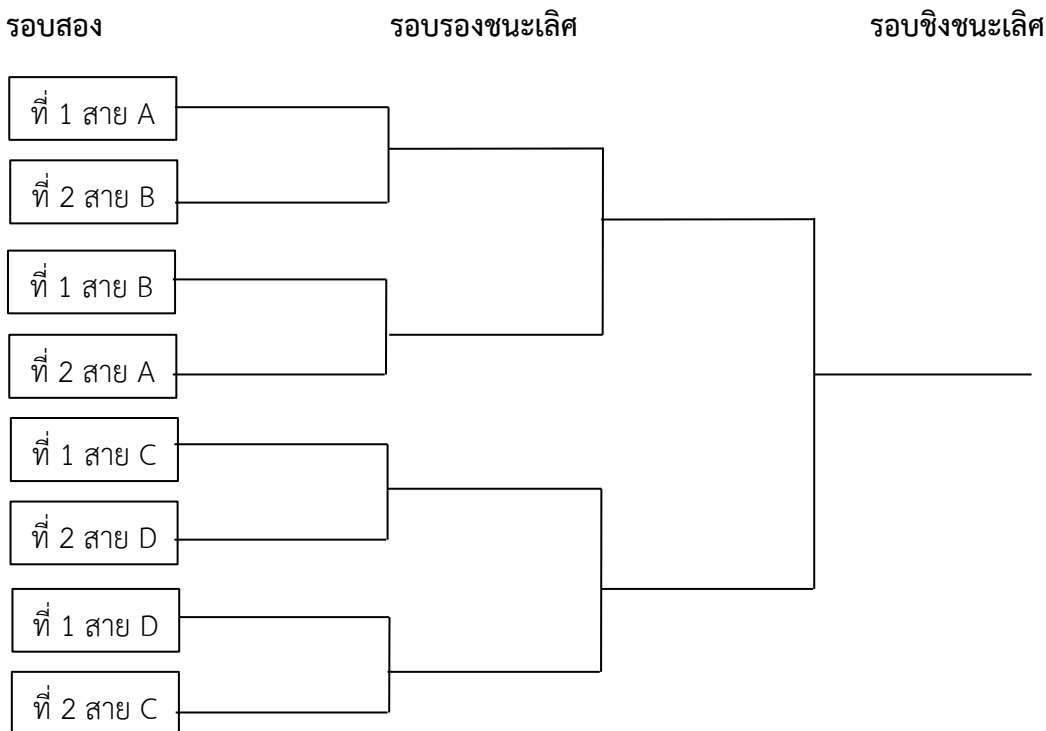 รอบสอง รอบรองชนะเลิศ รอบชิงชนะเลิศ
ที่ 1 สาย A
ที่ 2 สาย B
ที่ 1 สาย B
ที่ 2 สาย A
ที่ 1 สาย C
ที่ 2 สาย D
ที่ 1 สาย D
ที่ 2 สาย C